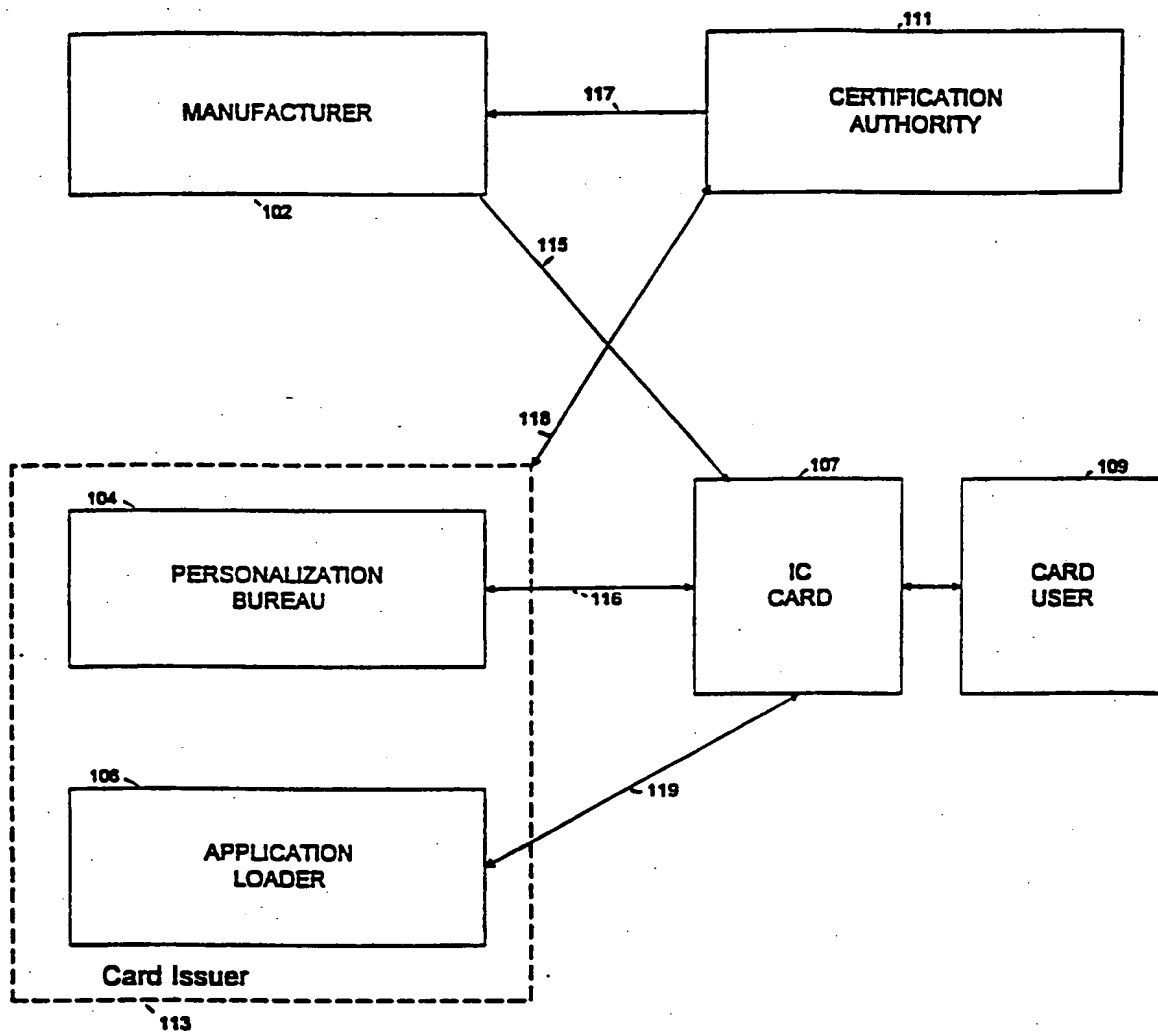 111
MANUFACTURER
117
CERTIFICATION
AUTHORITY
102
115
118
107
109
104
PERSONALIZATION
BUREAU
116
IC
CARD
CARD
USER
106
119
APPLICATION
LOADER
Card Issuer
113